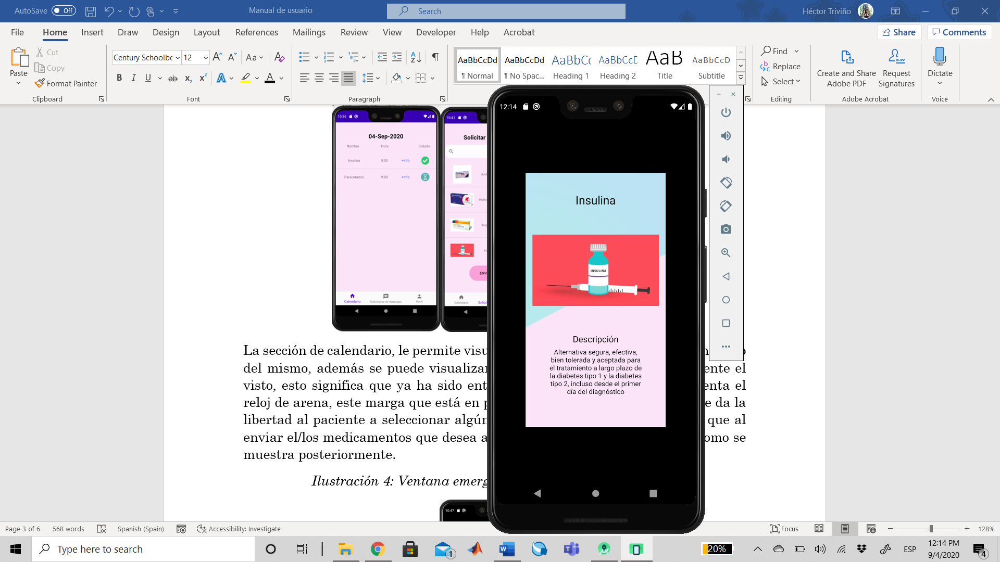 AutoSave Off
Manual de usuario
Search
Héctor Triviño
File Home Insert Draw Design Layout References Mailings Review View Developer Help Acrobat
Share Comments
Paste
Cut
Copy
Format Painter
Clipboard
Century Schoolbc 12
Aa
B I U ab x2 x2 A A
Font
Paragraph
AaBbCcDd AaBbCcDd AaBbCc AaBbCcD AaB AaBbCcD
¶ Normal ¶ No Spac... Heading 1 Heading 2 Title Subtitle
Find
Replace
Select
Editing
Create and Share Adobe PDF
Request Signatures
Adobe Acrobat
Dictate
Voice
10:36
04-Sep-2020
Nombre Hora Estado
Insulina 8:00 +Info
Paracetamol 9:00 +Info
Calendario Solicitudes de mensajes Perfil
10:41
Solicitar
Calendario
12:14
Insulina
INSULINA
Descripción
Alternativa segura, efectiva,
bien tolerada y aceptada para
el tratamiento a largo plazo de
la diabetes tipo 1 y la diabetes
tipo 2, incluso desde el primer
día del diagnóstico
La sección de calendario, le permite visu
del mismo, además se puede visualizar ente el
visto, esto significa que ya ha sido ent enta el
reloj de arena, este marga que está en p e da la
libertad al paciente a seleccionar algún que al
enviar el/los medicamentos que desea a omo se
muestra posteriormente.
Ilustración 4: Ventana emerg
10:47
Page 3 of 6 568 words Spanish (Spain) Accessibility: Investigate
Focus 128%
Type here to search
1
20%
ESP
12:14 PM
9/4/2020
4